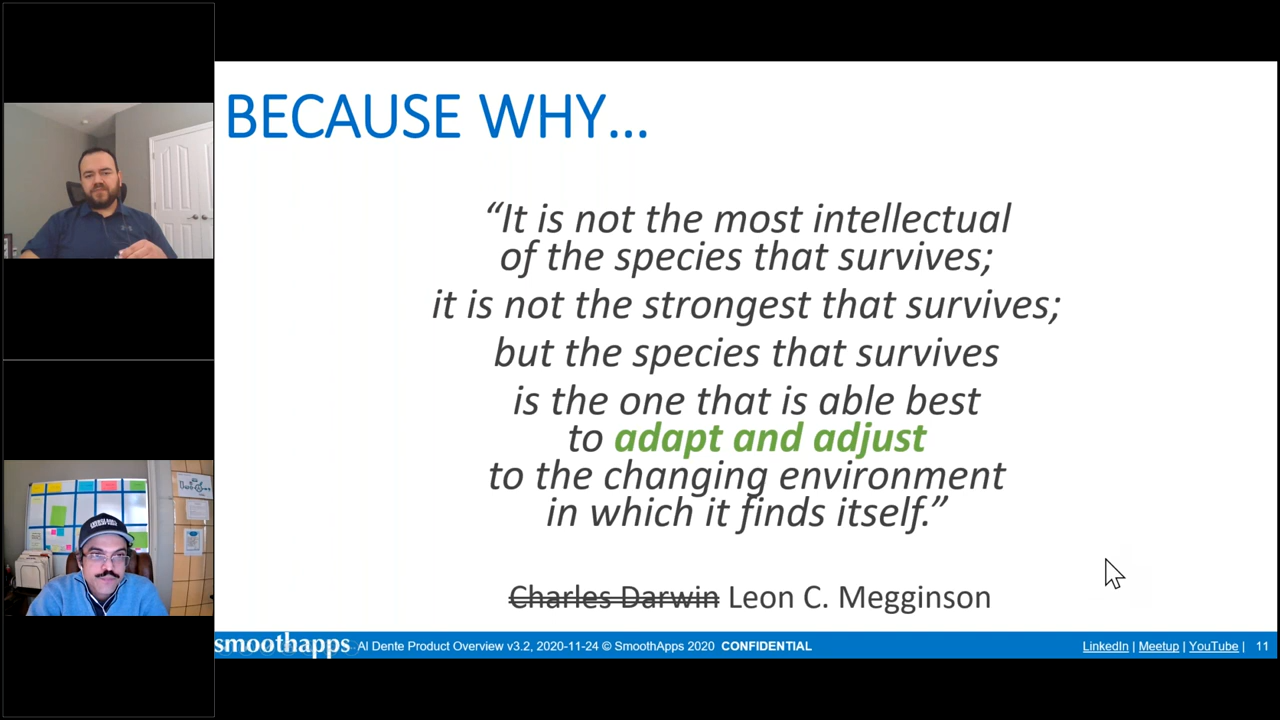 BECAUSE WHY...
“It is not the most intellectual
of the species that survives;
it is not the strongest that survives;
but the species that survives
is the one that is able best
to adapt and adjust
to the changing environment
in which it finds itself.”
Charles Darwin Leon C. Megginson
smoothapps Al Dente Product Overview v3.2, 2020-11-24 © SmoothApps 2020 CONFIDENTIAL LinkedIn | Meetup | YouTube | 11